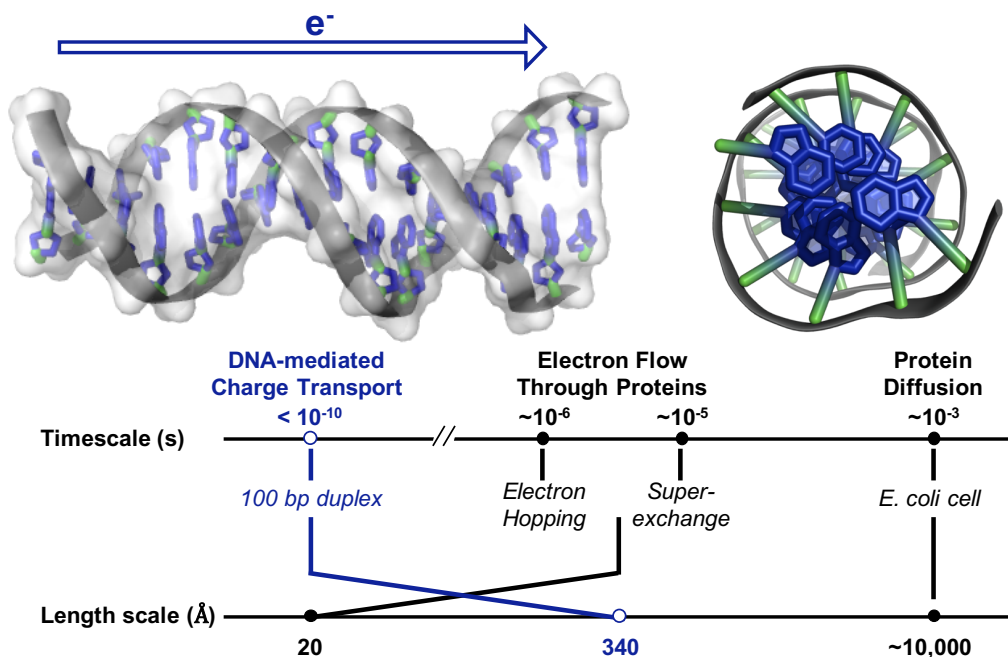 e⁻
DNA-mediated
Charge Transport
< 10⁻¹⁰
Electron Flow
Through Proteins
~10⁻⁶
~10⁻⁵
Protein
Diffusion
~10⁻³
Timescale (s)
100 bp duplex
Electron
Hopping
Super-
exchange
E. coli cell
Length scale (Å)
20
340
~10,000